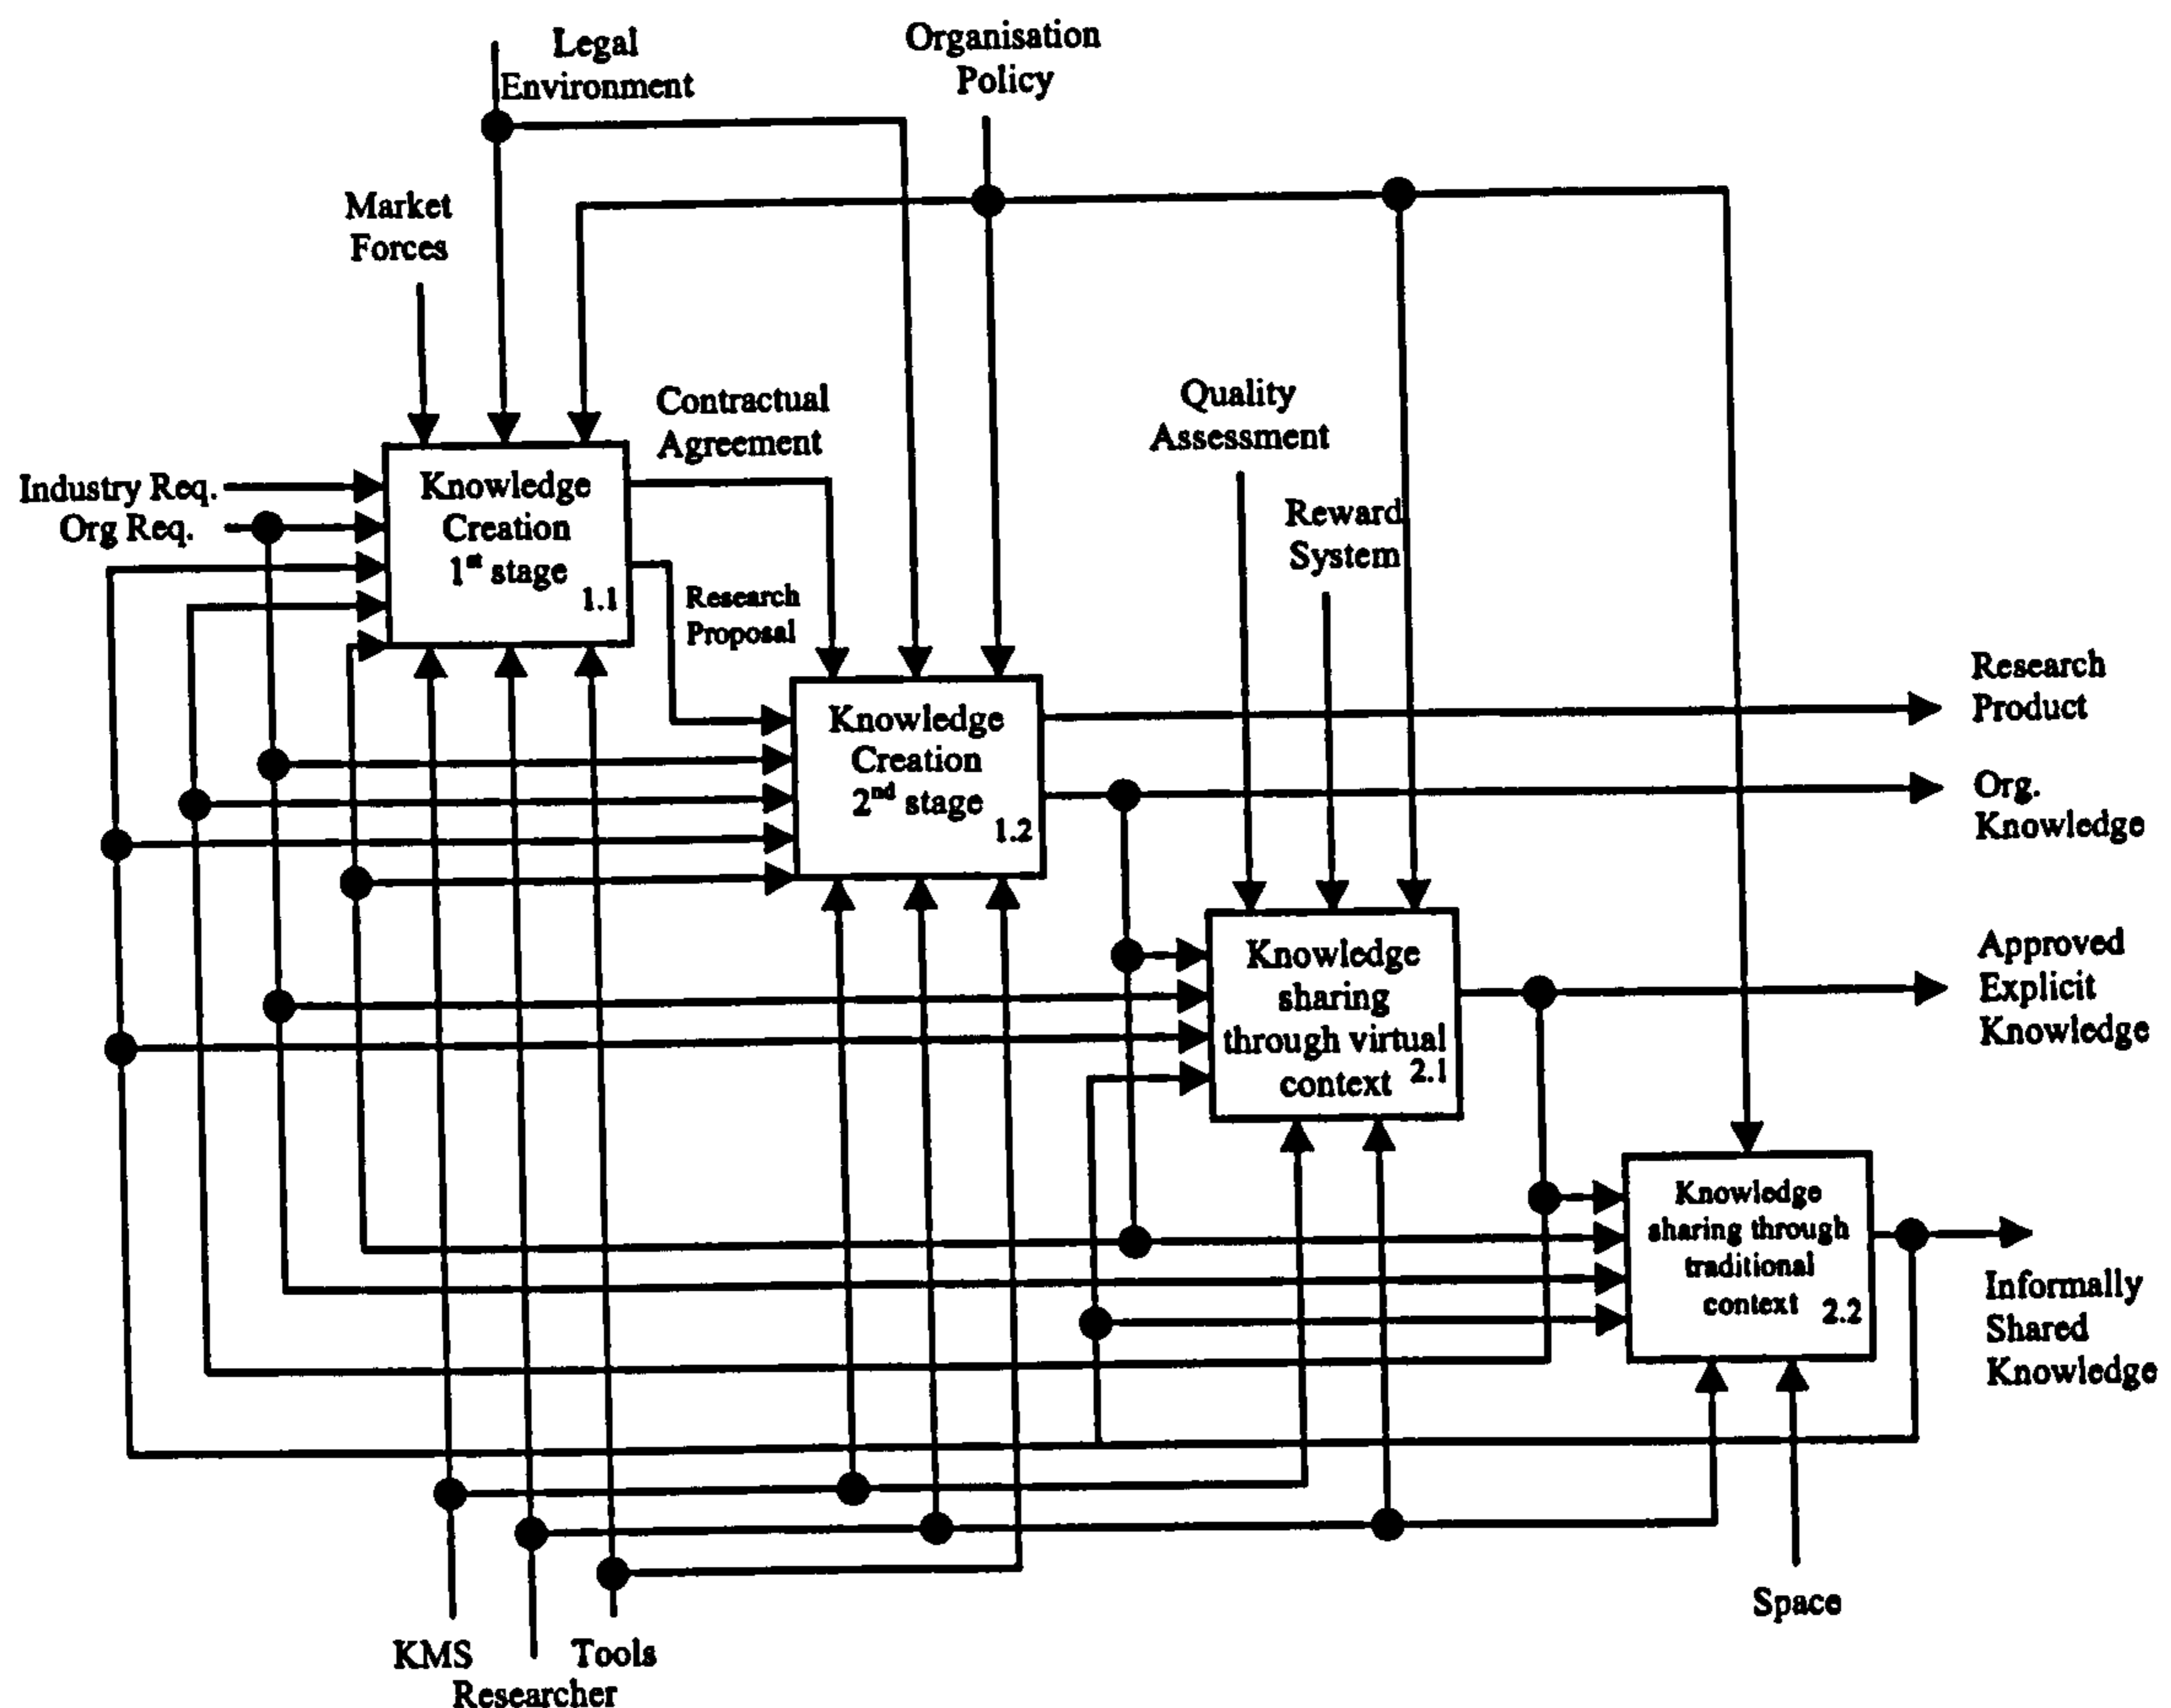 Legal
Environment
Organisation
Policy
Market
Forces
Contractual
Agreement
Quality
Assessment
Reward
System
Industry Req.
Org Req.
Knowledge
Creation
1st stage
1.1
Research
Proposal
Knowledge
Creation
2nd stage
1.2
Research
Product
Org.
Knowledge
Knowledge
sharing
through virtual
context 2.1
Approved
Explicit
Knowledge
Knowledge
sharing through
traditional
context 2.2
Informally
Shared
Knowledge
Space
KMS
Tools
Researcher